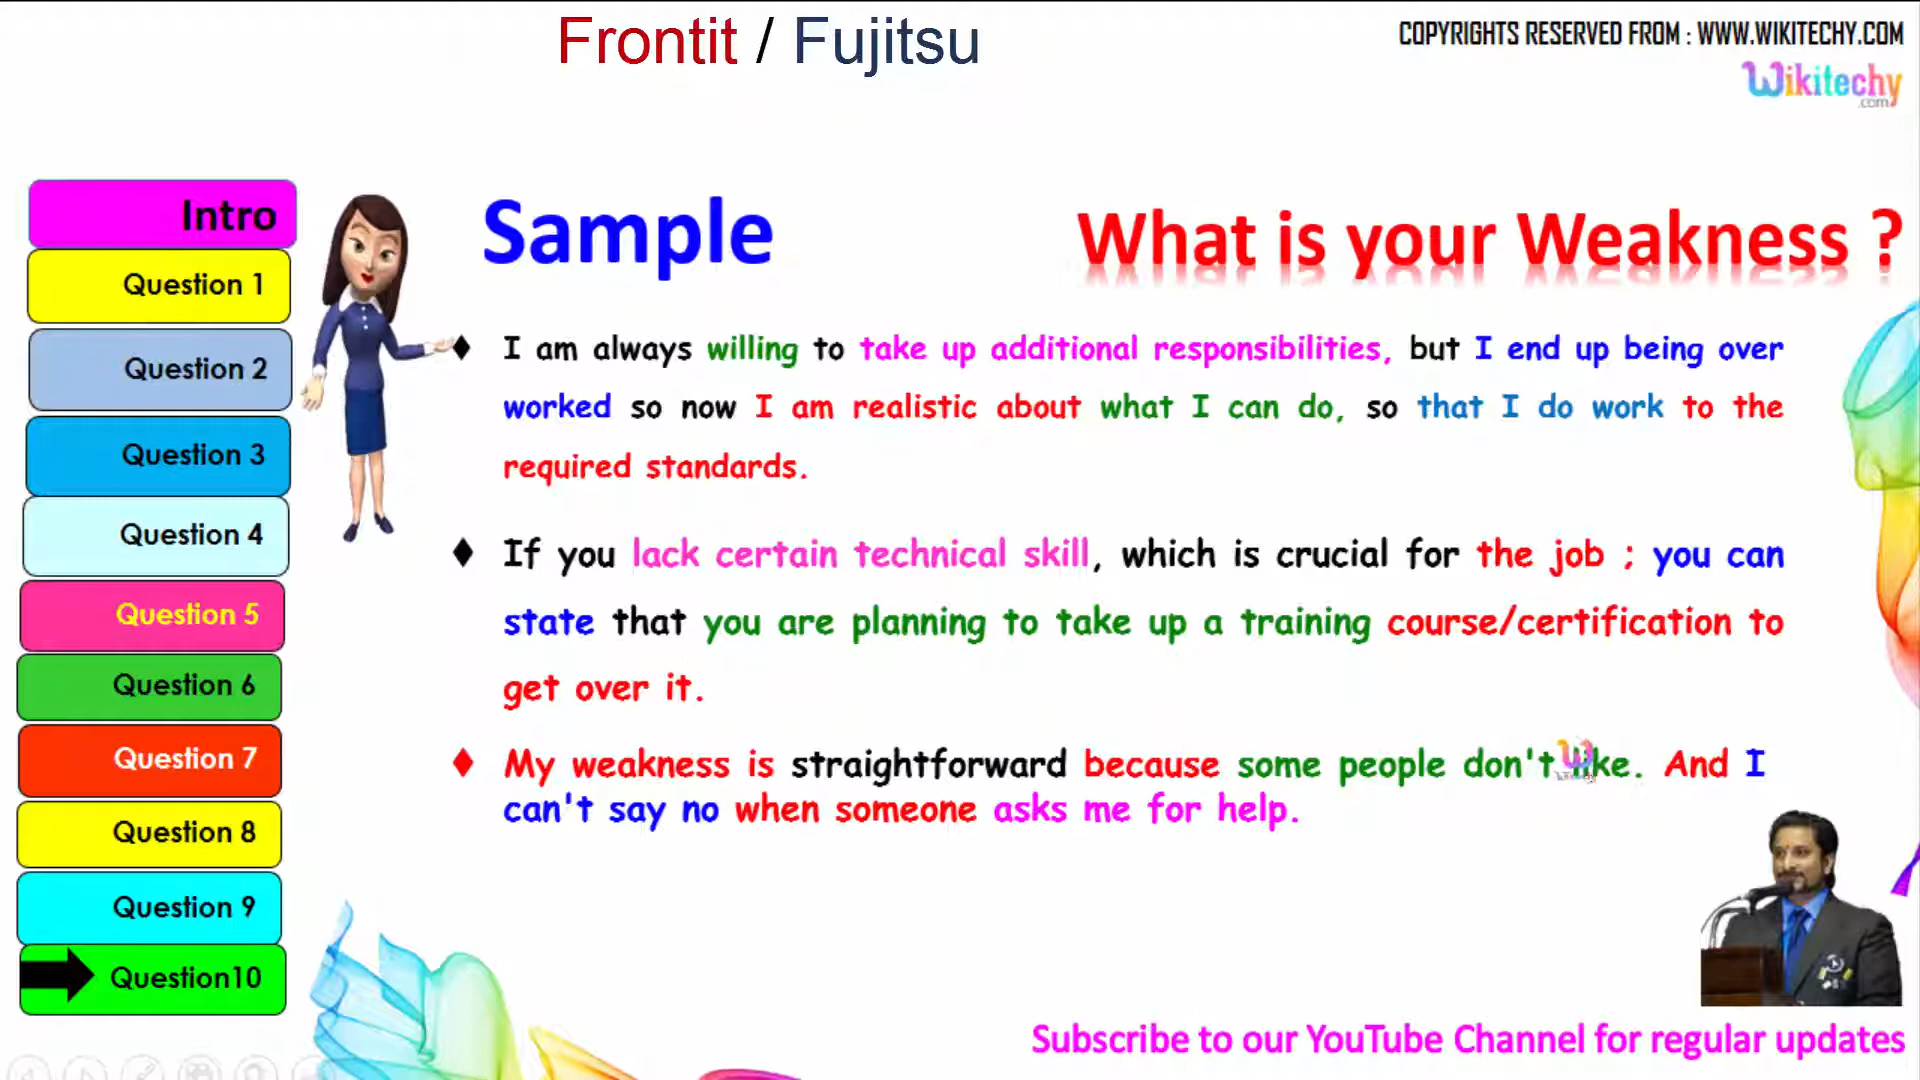 Frontit / Fujitsu
COPYRIGHTS RESERVED FROM : WWW.WIKITECHY.COM
Wikitechy
.com
Intro
Question 1
Question 2
Question 3
Question 4
Question 5
Question 6
Question 7
Question 8
Question 9
Question10
Sample
What is your Weakness ?
♦ I am always willing to take up additional responsibilities, but I end up being over
worked so now I am realistic about what I can do, so that I do work to the
required standards.
♦ If you lack certain technical skill, which is crucial for the job ; you can
state that you are planning to take up a training course/certification to
get over it.
♦ My weakness is straightforward because some people don't like. And I
can't say no when someone asks me for help.
Subscribe to our YouTube Channel for regular updates